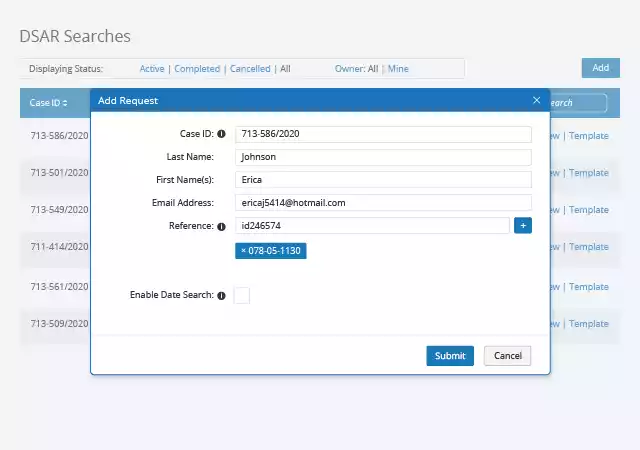 DSAR Searches
Displaying Status: Active | Completed | Cancelled | All Owner: All | Mine Add
Case ID earch
Add Request ×
Case ID: 713-586/2020
Last Name: Johnson
First Name(s): Erica
Email Address: ericaj5414@hotmail.com
Reference: id246574 +
× 078-05-1130
Enable Date Search:
Submit Cancel
713-586/2020 ew | Template
713-501/2020 ew | Template
713-549/2020 ew | Template
711-414/2020 ew | Template
713-561/2020 ew | Template
713-509/2020 ew | Template